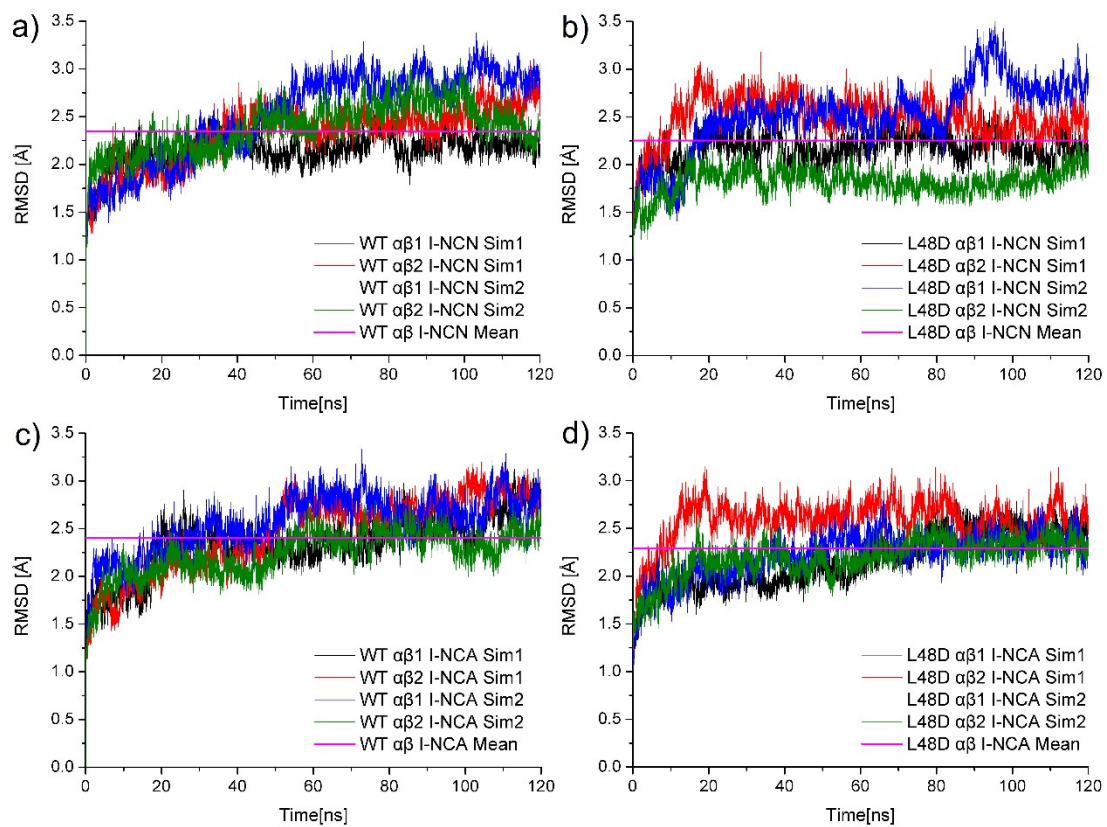 a)
3.5
3.0
2.5
2.0
1.5
1.0
0.5
0.0
RMSD [Å]
0 20 40 60 80 100 120
Time[ns]
WT αβ1 I-NCN Sim1
WT αβ2 I-NCN Sim1
WT αβ1 I-NCN Sim2
WT αβ2 I-NCN Sim2
WT αβ I-NCN Mean
b)
3.5
3.0
2.5
2.0
1.5
1.0
0.5
0.0
RMSD [Å]
0 20 40 60 80 100 120
Time[ns]
L48D αβ1 I-NCN Sim1
L48D αβ2 I-NCN Sim1
L48D αβ1 I-NCN Sim2
L48D αβ2 I-NCN Sim2
L48D αβ I-NCN Mean
c)
3.5
3.0
2.5
2.0
1.5
1.0
0.5
0.0
RMSD [Å]
0 20 40 60 80 100 120
Time[ns]
WT αβ1 I-NCA Sim1
WT αβ2 I-NCA Sim1
WT αβ1 I-NCA Sim2
WT αβ2 I-NCA Sim2
WT αβ I-NCA Mean
d)
3.5
3.0
2.5
2.0
1.5
1.0
0.5
0.0
RMSD [Å]
0 20 40 60 80 100 120
Time[ns]
L48D αβ1 I-NCA Sim1
L48D αβ2 I-NCA Sim1
L48D αβ1 I-NCA Sim2
L48D αβ2 I-NCA Sim2
L48D αβ I-NCA Mean